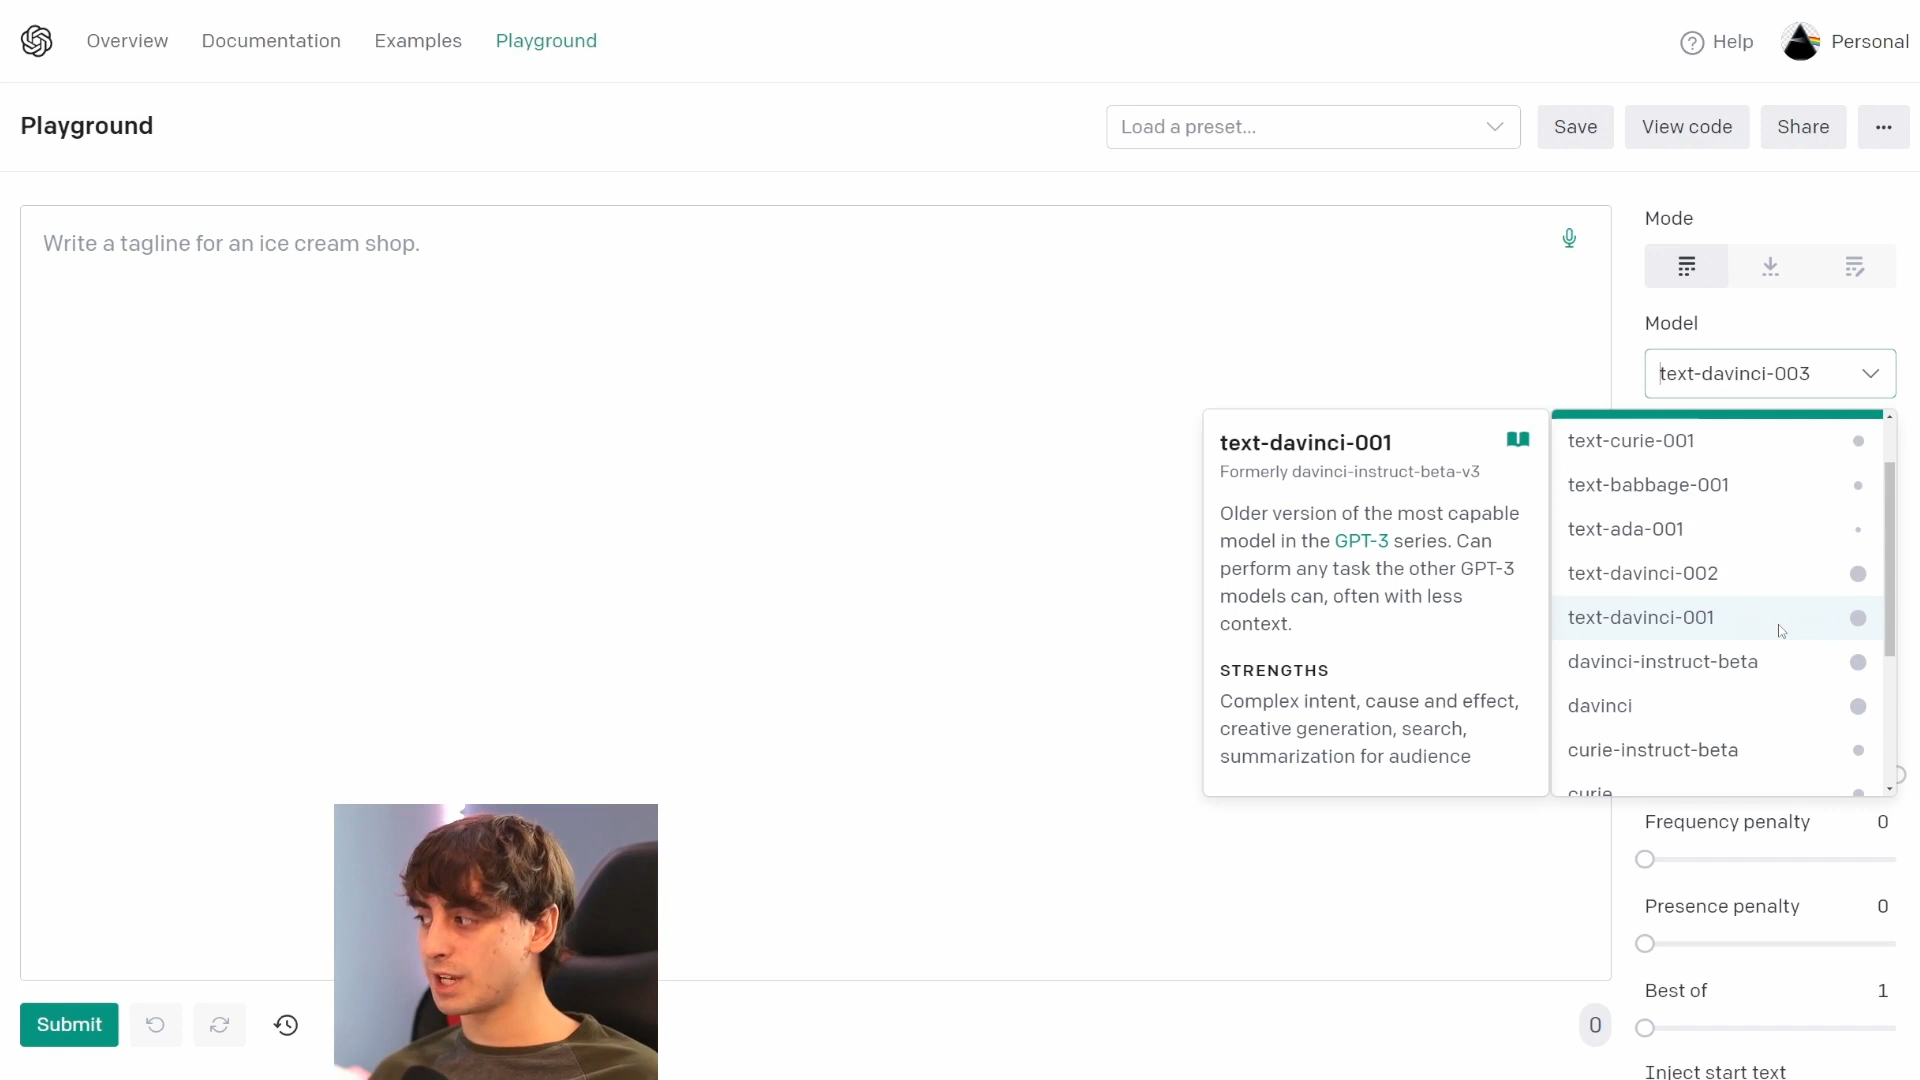 Overview
Documentation
Examples
Playground
Help
Personal
Playground
Load a preset...
Save
View code
Share
Write a tagline for an ice cream shop.
Mode
Model
text-davinci-003
text-davinci-001
Formerly davinci-instruct-beta-v3
Older version of the most capable
model in the GPT-3 series. Can
perform any task the other GPT-3
models can, often with less
context.
STRENGTHS
Complex intent, cause and effect,
creative generation, search,
summarization for audience
text-curie-001
text-babbage-001
text-ada-001
text-davinci-002
text-davinci-001
davinci-instruct-beta
davinci
curie-instruct-beta
curie
Frequency penalty 0
Presence penalty 0
Best of 1
Inject start text
Submit
0